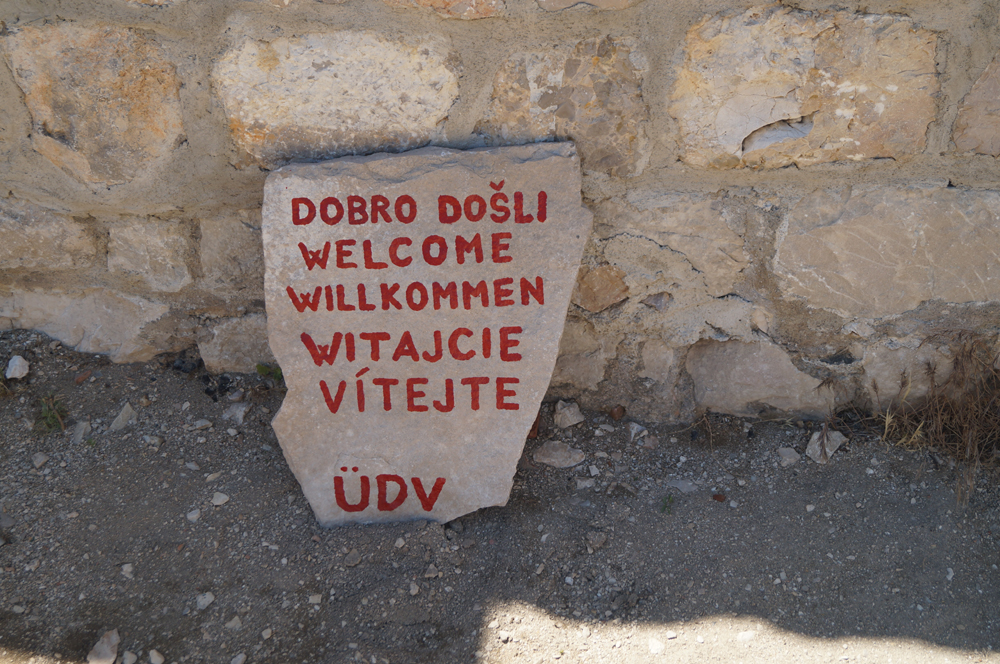 DOBRO DOŠLI
WELCOME
WILLKOMMEN
WITAJCIE
VÍTEJTE
ÜDV